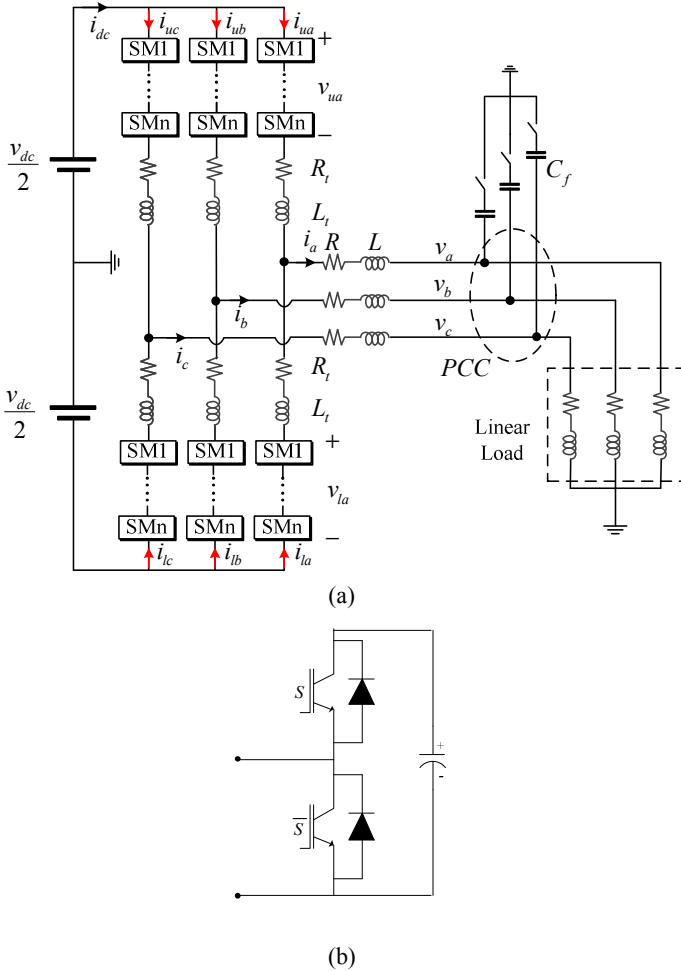 i_dc i_uc i_ub i_ua
SM1 SM1 SM1 +
v_ua
SMn SMn SMn −
v_dc/2
R_t
C_f
L_t
i_a R L v_a
i_b v_b
i_c v_c
R_t PCC
L_t
v_dc/2
Linear
Load
SM1 SM1 SM1 +
v_la
SMn SMn SMn −
i_lc i_lb i_la
(a)
S
+
-
S̅
(b)